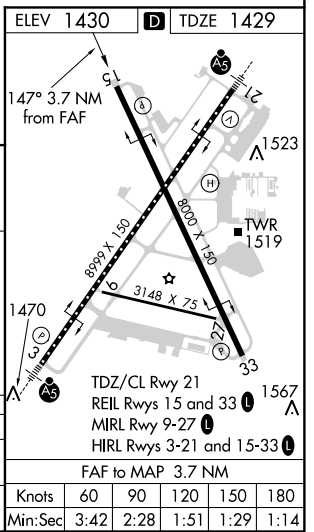 ELEV 1430 D TDZE 1429
A5
15
21
147° 3.7 NM
from FAF
P
V
1523
H
8000 X 150
TWR
1519
8999 X 150
9
3148 X 75
1470
P
27
P
3
33
A5
TDZ/CL Rwy 21
REIL Rwys 15 and 33 L
1567
MIRL Rwy 9-27 L
HIRL Rwys 3-21 and 15-33 L
FAF to MAP 3.7 NM
Knots 60 90 120 150 180
Min:Sec 3:42 2:28 1:51 1:29 1:14